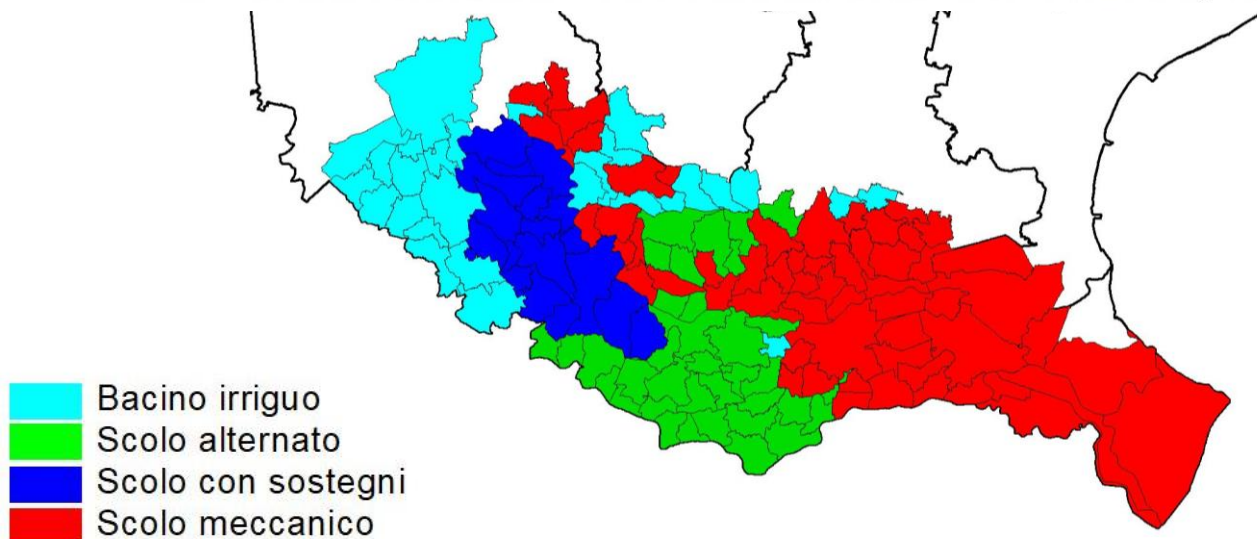 Bacino irriguo
Scolo alternato
Scolo con sostegni
Scolo meccanico